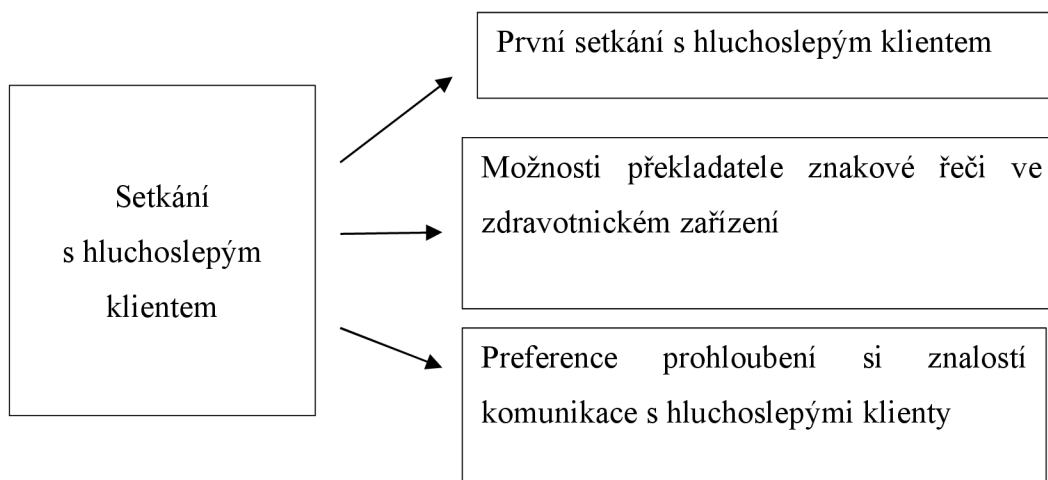 Setkání
s hluchoslepým
klientem
První setkání s hluchoslepým klientem
Možnosti překladatele znakové řeči ve
zdravotnickém zařízení
Preference prohloubení si znalostí
komunikace s hluchoslepými klienty